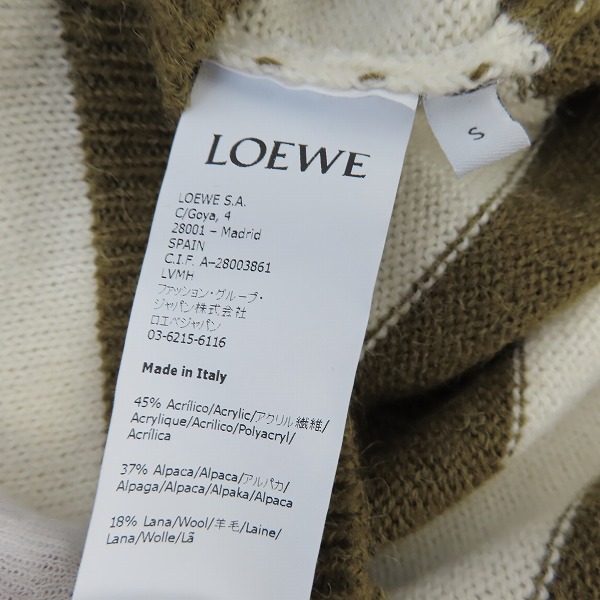 LOEWE
S
LOEWE S.A.
C/Goya, 4
28001 – Madrid
SPAIN
C.I.F. A–28003861
LVMH
ファッション・グループ・
ジャパン株式会社
ロエベジャパン
03-6215-6116
Made in Italy
45% Acrílico/Acrylic/アクリル繊維/
Acrylique/Acrilico/Polyacryl/
Acrílica
37% Alpaca/Alpaca/アルパカ/
Alpaga/Alpaca/Alpaka/Alpaca
18% Lana/Wool/羊毛/Laine/
Lana/Wolle/Lã